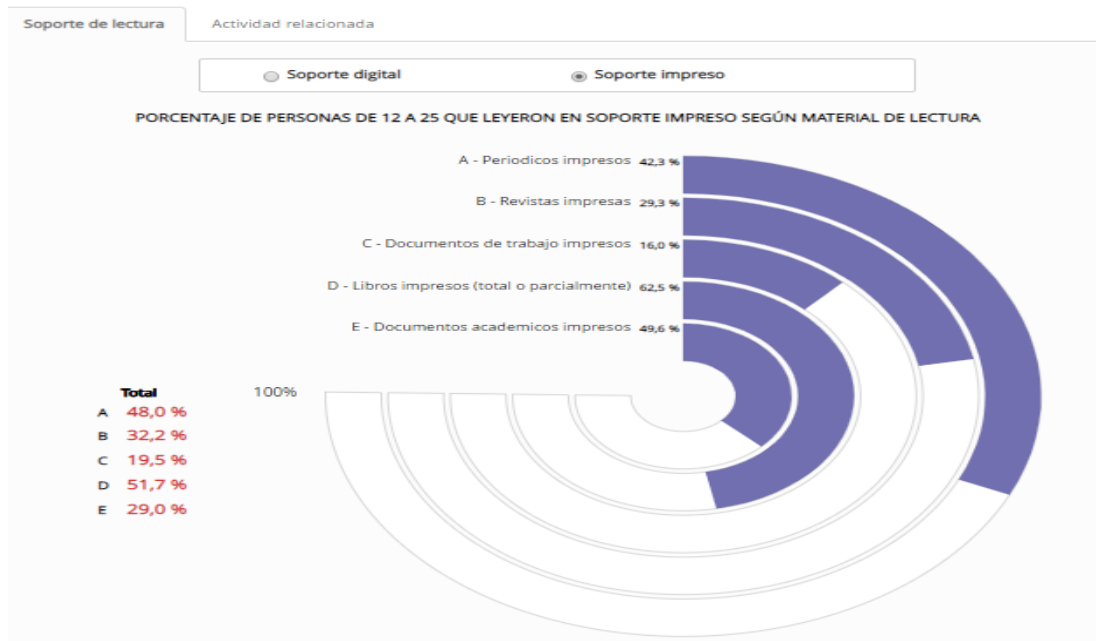 Soporte de lectura Actividad relacionada
Soporte digital Soporte impreso
PORCENTAJE DE PERSONAS DE 12 A 25 QUE LEYERON EN SOPORTE IMPRESO SEGÚN MATERIAL DE LECTURA
A - Periodicos impresos 42,3 %
B - Revistas impresas 29,3 %
C - Documentos de trabajo impresos 16,0 %
D - Libros impresos (total o parcialmente) 62,5 %
E - Documentos academicos impresos 49,6 %
100%
Total
A 48,0 %
B 32,2 %
C 19,5 %
D 51,7 %
E 29,0 %